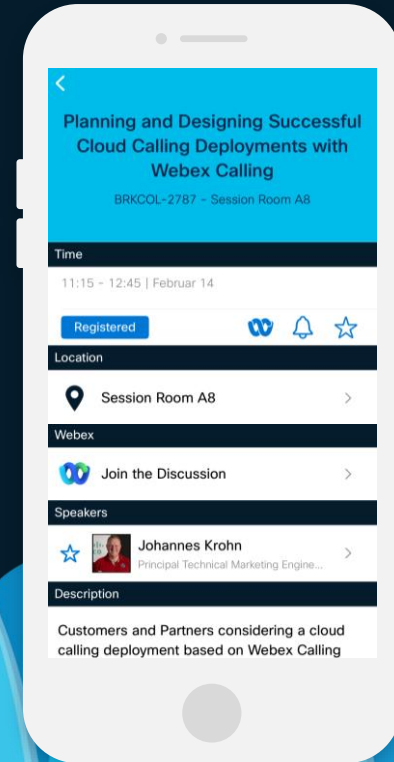 Planning and Designing Successful
Cloud Calling Deployments with
Webex Calling
BRKCOL-2787 - Session Room A8
Time
11:15 - 12:45 | Februar 14
Registered
Location
Session Room A8
Webex
Join the Discussion
Speakers
Johannes Krohn
Principal Technical Marketing Engine...
Description
Customers and Partners considering a cloud
calling deployment based on Webex Calling